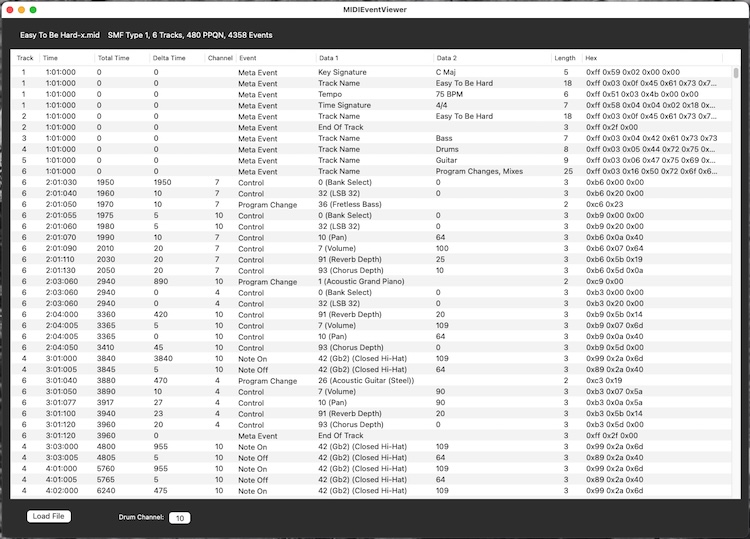 MIDIEventViewer
Easy To Be Hard-x.mid SMF Type 1, 6 Tracks, 480 PPQN, 4358 Events
Track Time Total Time Delta Time Channel Event Data 1 Data 2 Length Hex
1 1:01:000 0 0 Meta Event Key Signature C Maj 5 0xff 0x59 0x02 0x00 0x00
1 1:01:000 0 0 Meta Event Track Name Easy To Be Hard 18 0xff 0x03 0x0f 0x45 0x61 0x73 0x7...
1 1:01:000 0 0 Meta Event Tempo 75 BPM 6 0xff 0x51 0x03 0x4b 0x00 0x00
1 1:01:000 0 0 Meta Event Time Signature 4/4 7 0xff 0x58 0x04 0x04 0x02 0x18 0x...
2 1:01:000 0 0 Meta Event Track Name Easy To Be Hard 18 0xff 0x03 0x0f 0x45 0x61 0x73 0x7...
2 1:01:000 0 0 Meta Event End Of Track 3 0xff 0x2f 0x00
3 1:01:000 0 0 Meta Event Track Name Bass 7 0xff 0x03 0x04 0x42 0x61 0x73 0x73
4 1:01:000 0 0 Meta Event Track Name Drums 8 0xff 0x03 0x05 0x44 0x72 0x75 0x...
5 1:01:000 0 0 Meta Event Track Name Guitar 9 0xff 0x03 0x06 0x47 0x75 0x69 0x...
6 1:01:000 0 0 Meta Event Track Name Program Changes, Mixes 25 0xff 0x03 0x16 0x50 0x72 0x6f 0x6...
6 2:01:030 1950 1950 7 Control 0 (Bank Select) 0 3 0xb6 0x00 0x00
6 2:01:040 1960 10 7 Control 32 (LSB 32) 0 3 0xb6 0x20 0x00
6 2:01:050 1970 10 7 Program Change 36 (Fretless Bass) 2 0xc6 0x23
6 2:01:055 1975 5 10 Control 0 (Bank Select) 0 3 0xb9 0x00 0x00
6 2:01:060 1980 5 10 Control 32 (LSB 32) 0 3 0xb9 0x20 0x00
6 2:01:070 1990 10 7 Control 10 (Pan) 64 3 0xb6 0x0a 0x40
6 2:01:090 2010 20 7 Control 7 (Volume) 100 3 0xb6 0x07 0x64
6 2:01:110 2030 20 7 Control 91 (Reverb Depth) 25 3 0xb6 0x5b 0x19
6 2:01:130 2050 20 7 Control 93 (Chorus Depth) 10 3 0xb6 0x5d 0x0a
6 2:03:060 2940 890 10 Program Change 1 (Acoustic Grand Piano) 2 0xc9 0x00
6 2:03:060 2940 0 4 Control 0 (Bank Select) 0 3 0xb3 0x00 0x00
6 2:03:060 2940 0 4 Control 32 (LSB 32) 0 3 0xb3 0x20 0x00
6 2:04:000 3360 420 10 Control 91 (Reverb Depth) 20 3 0xb9 0x5b 0x14
6 2:04:005 3365 5 10 Control 7 (Volume) 109 3 0xb9 0x07 0x6d
6 2:04:005 3365 0 10 Control 10 (Pan) 64 3 0xb9 0x0a 0x40
6 2:04:050 3410 45 10 Control 93 (Chorus Depth) 0 3 0xb9 0x5d 0x00
4 3:01:000 3840 3840 10 Note On 42 (Gb2) (Closed Hi-Hat) 109 3 0x99 0x2a 0x6d
4 3:01:005 3845 5 10 Note Off 42 (Gb2) (Closed Hi-Hat) 64 3 0x89 0x2a 0x40
6 3:01:040 3880 470 4 Program Change 26 (Acoustic Guitar (Steel)) 2 0xc3 0x19
6 3:01:050 3890 10 4 Control 7 (Volume) 90 3 0xb3 0x07 0x5a
6 3:01:077 3917 27 4 Control 10 (Pan) 90 3 0xb3 0x0a 0x5a
6 3:01:100 3940 23 4 Control 91 (Reverb Depth) 20 3 0xb3 0x5b 0x14
6 3:01:120 3960 20 4 Control 93 (Chorus Depth) 0 3 0xb3 0x5d 0x00
6 3:01:120 3960 0 Meta Event End Of Track 3 0xff 0x2f 0x00
4 3:03:000 4800 955 10 Note On 42 (Gb2) (Closed Hi-Hat) 109 3 0x99 0x2a 0x6d
4 3:03:005 4805 5 10 Note Off 42 (Gb2) (Closed Hi-Hat) 64 3 0x89 0x2a 0x40
4 4:01:000 5760 955 10 Note On 42 (Gb2) (Closed Hi-Hat) 109 3 0x99 0x2a 0x6d
4 4:01:005 5765 5 10 Note Off 42 (Gb2) (Closed Hi-Hat) 64 3 0x89 0x2a 0x40
4 4:02:000 6240 475 10 Note On 42 (Gb2) (Closed Hi-Hat) 109 3 0x99 0x2a 0x6d
Load File Drum Channel: 10